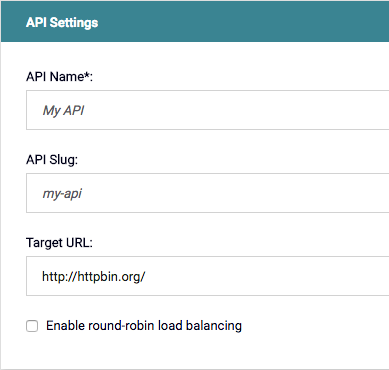 API Settings
API Name*:
My API
API Slug:
my-api
Target URL:
http://httpbin.org/
Enable round-robin load balancing